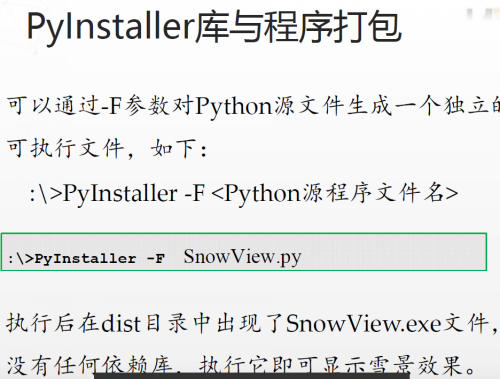 PyInstaller库与程序打包
可以通过-F参数对Python源文件生成一个独立的
可执行文件，如下：
:\>PyInstaller -F <Python源程序文件名>
:\>PyInstaller -F SnowView.py
执行后在dist目录中出现了SnowView.exe文件，
没有任何依赖库，执行它即可显示雪景效果。